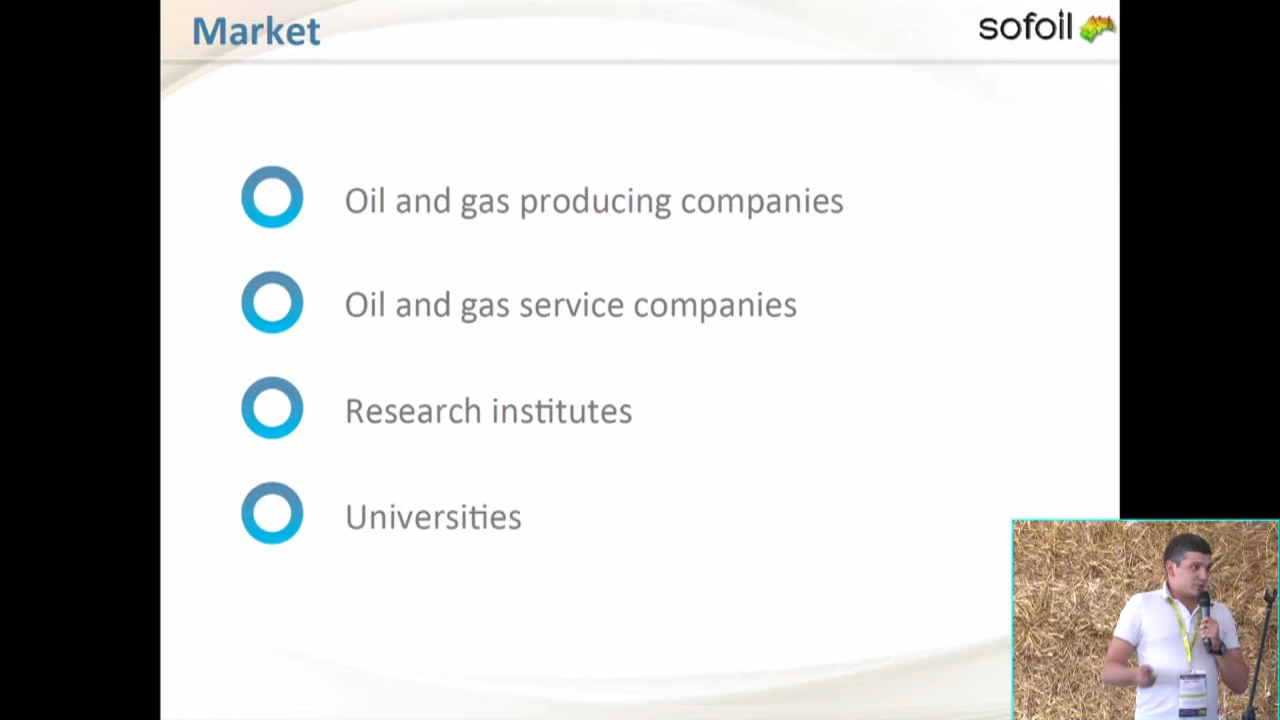 Market
sofoil
Oil and gas producing companies
Oil and gas service companies
Research institutes
Universities